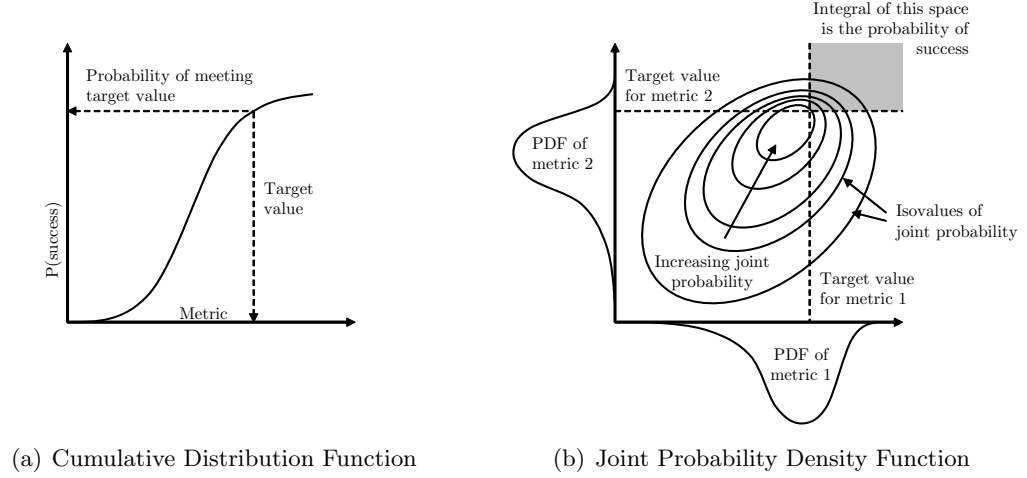 Probability of meeting
target value
Target
value
P(success)
Metric
(a) Cumulative Distribution Function
Integral of this space
is the probability of
success
Target value
for metric 2
PDF of
metric 2
Isovalues of
joint probability
Increasing joint
probability
Target value
for metric 1
PDF of
metric 1
(b) Joint Probability Density Function